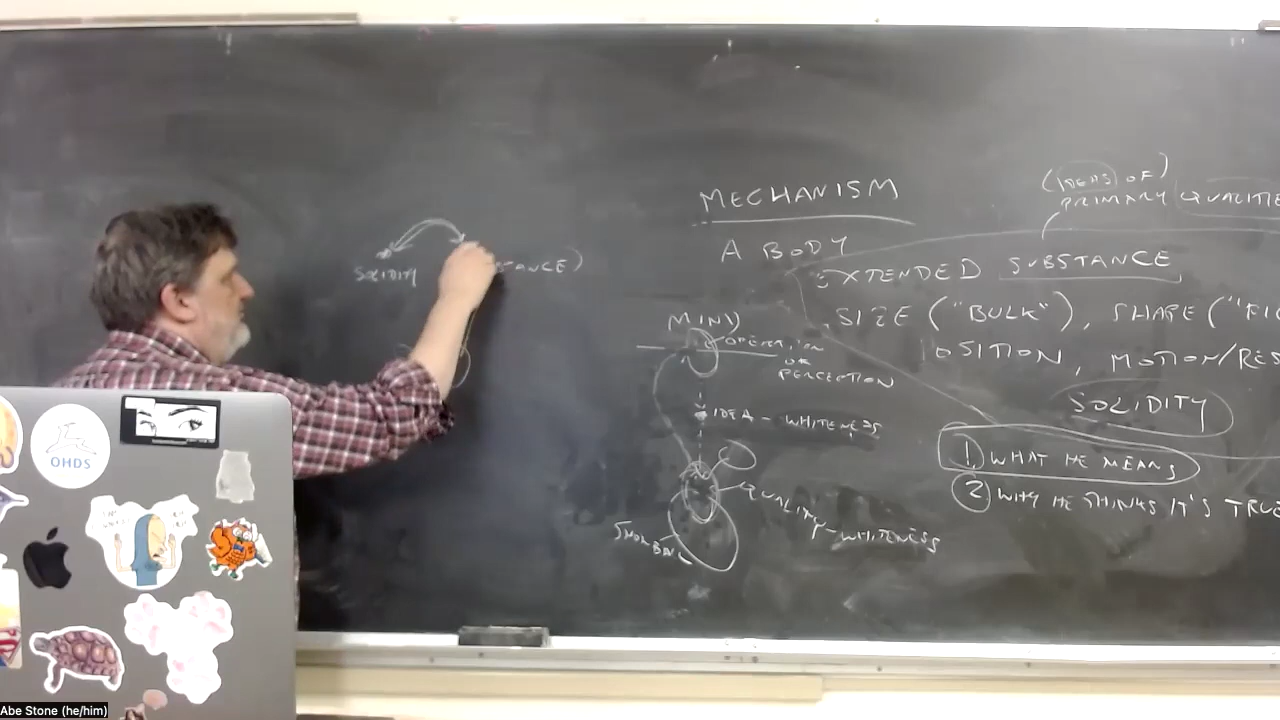 SOLIDITY
MECHANISM
A BODY
(IDEAS OF)
PRIMARY QUALITIE
EXTENDED SUBSTANCE
SIZE ("BULK"), SHAPE ("FI
OSITION, MOTION/RES
SOLIDITY
1. WHAT HE MEANS
2 WHY HE THINKS IT'S TRUE
MIND
OPERATION
OR
PERCEPTION
IDEA - WHITENESS
QUALITY - WHITENESS
SNOWBALL
OHDS
Abe Stone (he/him)